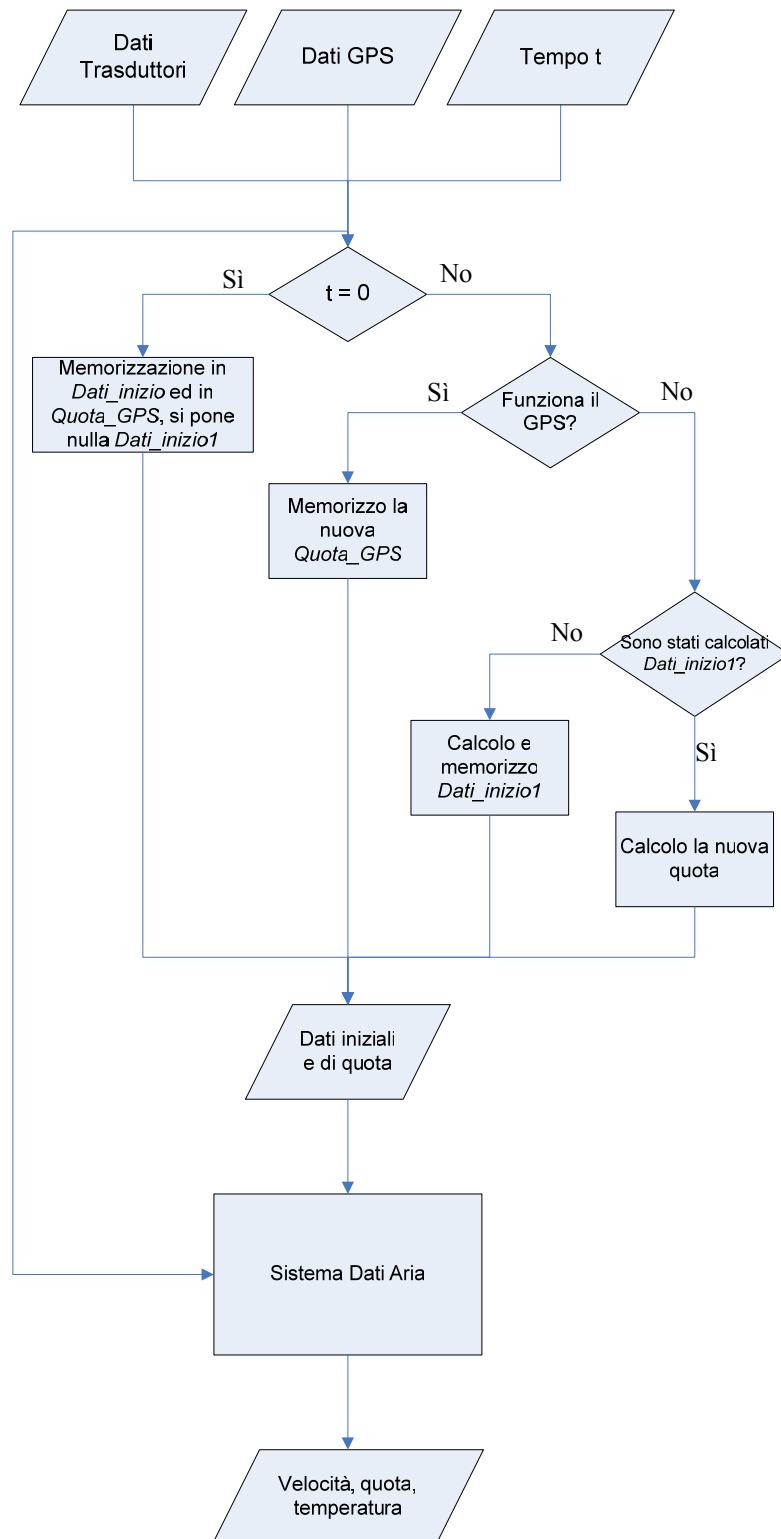 Dati
Trasduttori
Dati GPS
Tempo t
t = 0
Sì
No
Memorizzazione in
Dati_inizio ed in
Quota_GPS, si pone
nulla Dati_inizio1
Funziona il
GPS?
Sì
No
Memorizzo la
nuova
Quota_GPS
Sono stati calcolati
Dati_inizio1?
No
Sì
Calcolo e
memorizzo
Dati_inizio1
Calcolo la nuova
quota
Dati iniziali
e di quota
Sistema Dati Aria
Velocità, quota,
temperatura